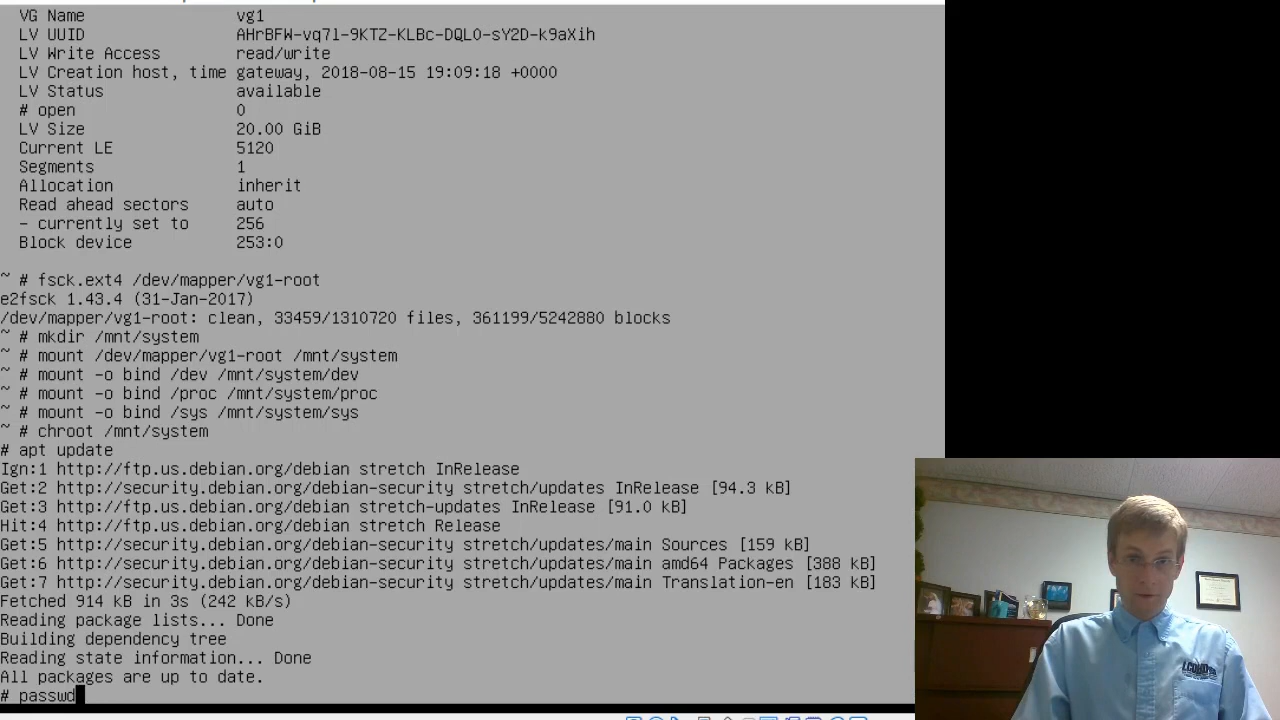 VG Name vg1
LV UUID AHrBFW-vq7l-9KTZ-KLBc-DQL0-sY2D-k9aXih
LV Write Access read/write
LV Creation host, time gateway, 2018-08-15 19:09:18 +0000
LV Status available
# open 0
LV Size 20.00 GiB
Current LE 5120
Segments 1
Allocation inherit
Read ahead sectors auto
- currently set to 256
Block device 253:0
~ # fsck.ext4 /dev/mapper/vg1-root
e2fsck 1.43.4 (31-Jan-2017)
/dev/mapper/vg1-root: clean, 33459/1310720 files, 361199/5242880 blocks
~ # mkdir /mnt/system
~ # mount /dev/mapper/vg1-root /mnt/system
~ # mount -o bind /dev /mnt/system/dev
~ # mount -o bind /proc /mnt/system/proc
~ # mount -o bind /sys /mnt/system/sys
~ # chroot /mnt/system
# apt update
Ign:1 http://ftp.us.debian.org/debian stretch InRelease
Get:2 http://security.debian.org/debian-security stretch/updates InRelease [94.3 kB]
Get:3 http://ftp.us.debian.org/debian stretch-updates InRelease [91.0 kB]
Hit:4 http://ftp.us.debian.org/debian stretch Release
Get:5 http://security.debian.org/debian-security stretch/updates/main Sources [159 kB]
Get:6 http://security.debian.org/debian-security stretch/updates/main amd64 Packages [388 kB]
Get:7 http://security.debian.org/debian-security stretch/updates/main Translation-en [183 kB]
Fetched 914 kB in 3s (242 kB/s)
Reading package lists... Done
Building dependency tree
Reading state information... Done
All packages are up to date.
# passwd